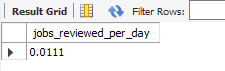 Result Grid Filter Rows:
jobs_reviewed_per_day
0.0111